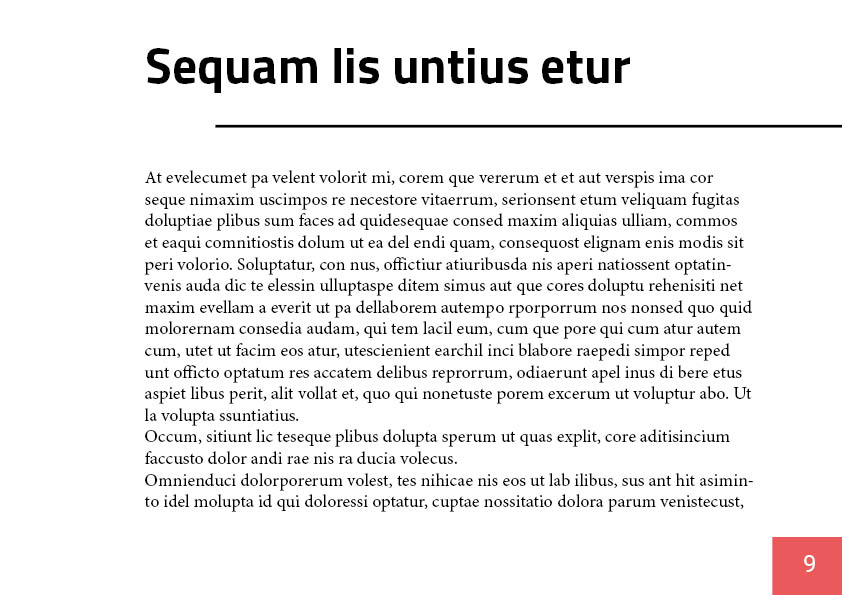 Sequam lis untius etur
At evelecumet pa velent volorit mi, corem que vererum et et aut verspis ima cor
seque nimaxim uscimpos re necestore vitaerrum, serionsent etum veliquam fugitas
doluptiae plibus sum faces ad quidesequae consed maxim aliquias ulliam, commos
et eaqui comnitiostis dolum ut ea del endi quam, consequost elignam enis modis sit
peri volorio. Soluptatur, con nus, offictiur atiuribusda nis aperi natiossent optatin-
venis auda dic te elessin ulluptaspe ditem simus aut que cores doluptu rehenisiti net
maxim evellam a everit ut pa dellaborem autempo rporporrum nos nonsed quo quid
molorernam consedia audam, qui tem lacil eum, cum que pore qui cum atur autem
cum, utet ut facim eos atur, utescienient earchil inci blabore raepedi simpor reped
unt officto optatum res accatem delibus reprorrum, odiaerunt apel inus di bere etus
aspiet libus perit, alit vollat et, quo qui nonetuste porem excerum ut voluptur abo. Ut
la volupta ssuntiatius.
Occum, sitiunt lic teseque plibus dolupta sperum ut quas explit, core aditisincium
faccusto dolor andi rae nis ra ducia volecus.
Omnienduci dolorporerum volest, tes nihicae nis eos ut lab ilibus, sus ant hit asimin-
to idel molupta id qui doloressi optatur, cuptae nossitatio dolora parum venistecust,
9